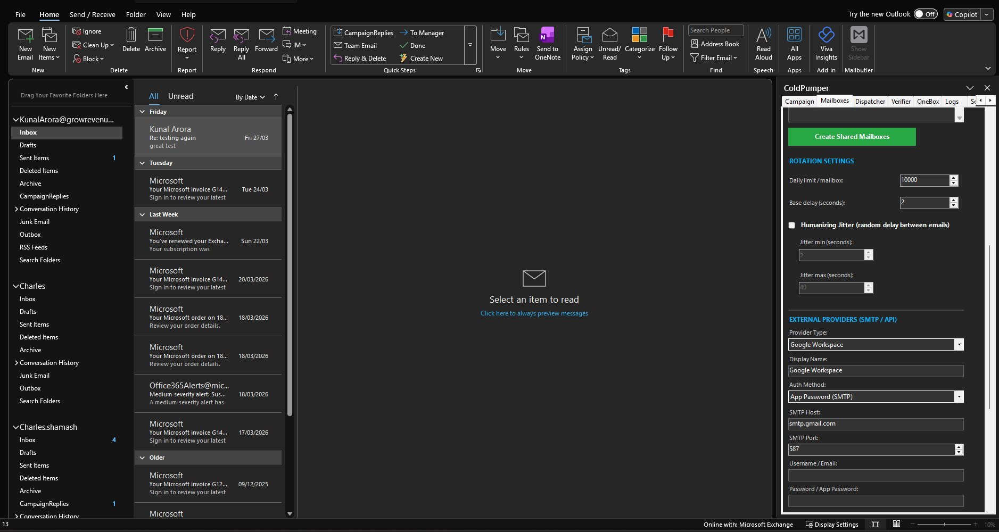 File Home Send / Receive Folder View Help
Try the new Outlook Off Copilot
New Email
New Items
Ignore
Clean Up
Block
Delete
Archive
Report
Reply
Reply All
Forward
Meeting
IM
More
CampaignReplies
To Manager
Team Email
Done
Reply & Delete
Create New
Move
Rules
Send to OneNote
Assign Policy
Unread/ Read
Categorize
Follow Up
Search People
Address Book
Filter Email
Read Aloud
All Apps
Viva Insights
Show Sidebar
New Delete Report Respond Quick Steps Move Tags Find Speech Apps Add-in Mailbutler
Drag Your Favorite Folders Here
KunalArora@growrevenu...
Inbox
Drafts
Sent Items 1
Deleted Items
Archive
CampaignReplies
Conversation History
Junk Email
Outbox
RSS Feeds
Search Folders
Charles
Inbox
Drafts
Sent Items
Deleted Items
Archive
Conversation History
Junk Email
Outbox
Search Folders
Charles.shamash
Inbox 4
Drafts
Sent Items
Deleted Items
Archive
CampaignReplies 1
Conversation History
All Unread By Date
Friday
Kunal Arora
Re: testing again Fri 27/03
great test
Tuesday
Microsoft
Your Microsoft invoice G14... Tue 24/03
Sign in to review your latest
Last Week
Microsoft
You've renewed your Excha... Sun 22/03
Your subscription was
Microsoft
Your Microsoft invoice G14... 20/03/2026
Sign in to review your latest
Microsoft
Your Microsoft order on 18... 18/03/2026
Review your order details.
Microsoft
Your Microsoft order on 18... 18/03/2026
Review your order details.
Office365Alerts@mic...
Medium-severity alert: Sus... 18/03/2026
A medium-severity alert has
Microsoft
Your Microsoft invoice G14... 17/03/2026
Sign in to review your latest
Older
Microsoft
Your Microsoft invoice G12... 09/12/2025
Sign in to review your latest
Microsoft
Select an item to read
Click here to always preview messages
ColdPumper
Campaign Mailboxes Dispatcher Verifier OneBox Logs Se
Create Shared Mailboxes
ROTATION SETTINGS
Daily limit / mailbox: 10000
Base delay (seconds): 2
Humanizing Jitter (random delay between emails)
Jitter min (seconds):
5
Jitter max (seconds):
40
EXTERNAL PROVIDERS (SMTP / API)
Provider Type:
Google Workspace
Display Name:
Google Workspace
Auth Method:
App Password (SMTP)
SMTP Host:
smtp.gmail.com
SMTP Port:
587
Username / Email:
Password / App Password:
13 Online with: Microsoft Exchange Display Settings 10%